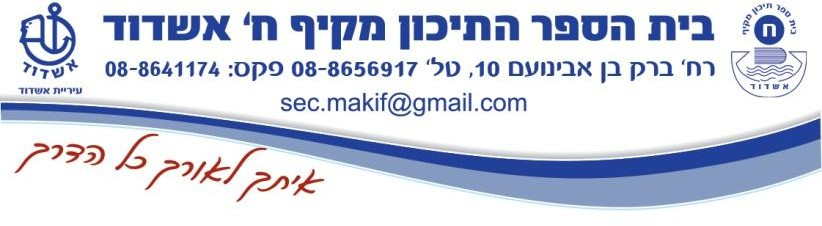 בית הספר התיכון מקיף ח' אשדוד
רח' ברק בן אבינועם 10, טל' 08-8656917 פקס: 08-8641174
sec.makif@gmail.com
איתך לאורך כל הדרך
אשדוד
עיריית אשדוד
בית ספר תיכון מקיף
ח
אשדוד